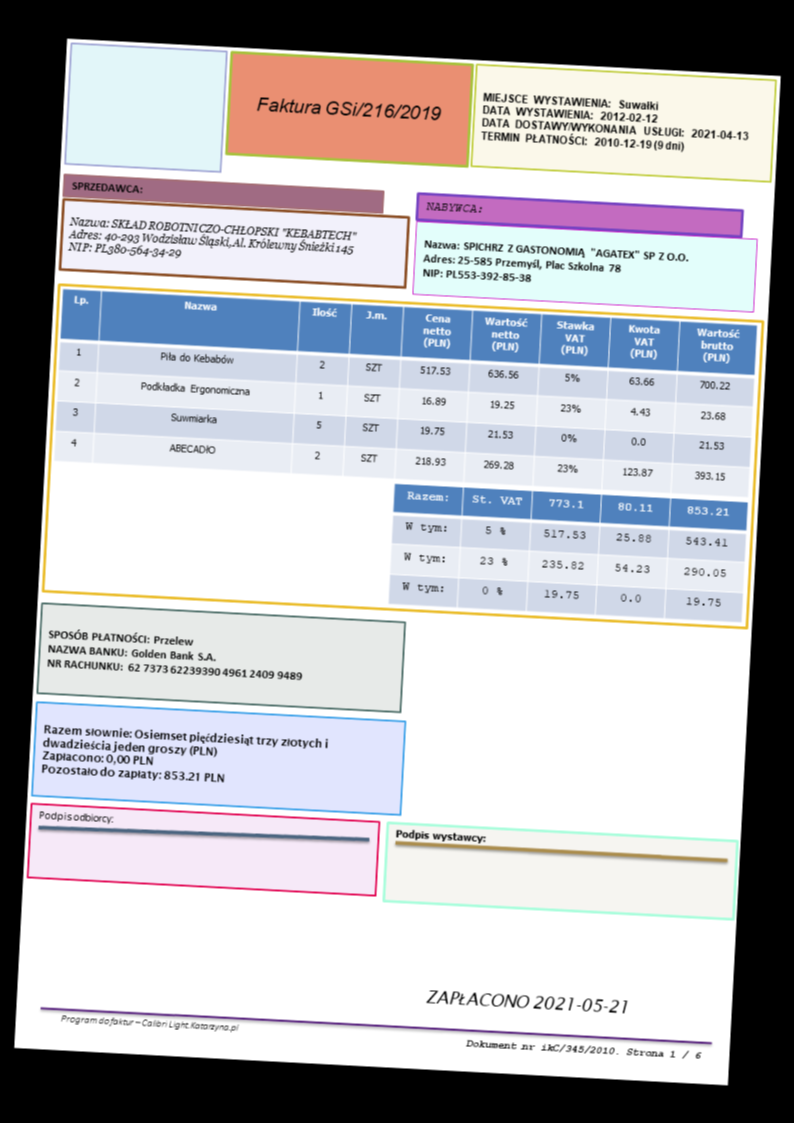 Faktura GSi/216/2019
MIEJSCE WYSTAWIENIA: Suwałki
DATA WYSTAWIENIA: 2012-02-12
DATA DOSTAWY/WYKONANIA USŁUGI: 2021-04-13
TERMIN PŁATNOŚCI: 2010-12-19 (9 dni)
SPRZEDAWCA:
Nazwa: SKŁAD ROBOTNICZO-CHŁOPSKI "KEBABTECH"
Adres: 40-293 Wodzisław Śląski, Al. Królewny Śnieżki 145
NIP: PL380-564-34-29
NABYWCA:
Nazwa: SPICHRZ Z GASTONOMIĄ "AGATEX" SP Z O.O.
Adres: 25-585 Przemyśl, Plac Szkolna 78
NIP: PL553-392-85-38
Lp. Nazwa Ilość J.m. Cena netto (PLN) Wartość netto (PLN) Stawka VAT (PLN) Kwota VAT (PLN) Wartość brutto (PLN)
1 Piła do Kebabów 2 SZT 517.53 636.56 5% 63.66 700.22
2 Podkładka Ergonomiczna 1 SZT 16.89 19.25 23% 4.43 23.68
3 Suwmiarka 5 SZT 19.75 21.53 0% 0.0 21.53
4 ABECADŁO 2 SZT 218.93 269.28 23% 123.87 393.15
Razem: St. VAT 773.1 80.11 853.21
W tym: 5 % 517.53 25.88 543.41
W tym: 23 % 235.82 54.23 290.05
W tym: 0 % 19.75 0.0 19.75
SPOSÓB PŁATNOŚCI: Przelew
NAZWA BANKU: Golden Bank S.A.
NR RACHUNKU: 62 7373 62239390 4961 2409 9489
Razem słownie: Osiemset pięćdziesiąt trzy złotych i
dwadzieścia jeden groszy (PLN)
Zapłacono: 0,00 PLN
Pozostało do zapłaty: 853.21 PLN
Podpis odbiorcy:
Podpis wystawcy:
ZAPŁACONO 2021-05-21
Program do faktur – Calibri Light.Katarzyna.pl
Dokument nr ikC/345/2010. Strona 1 / 6